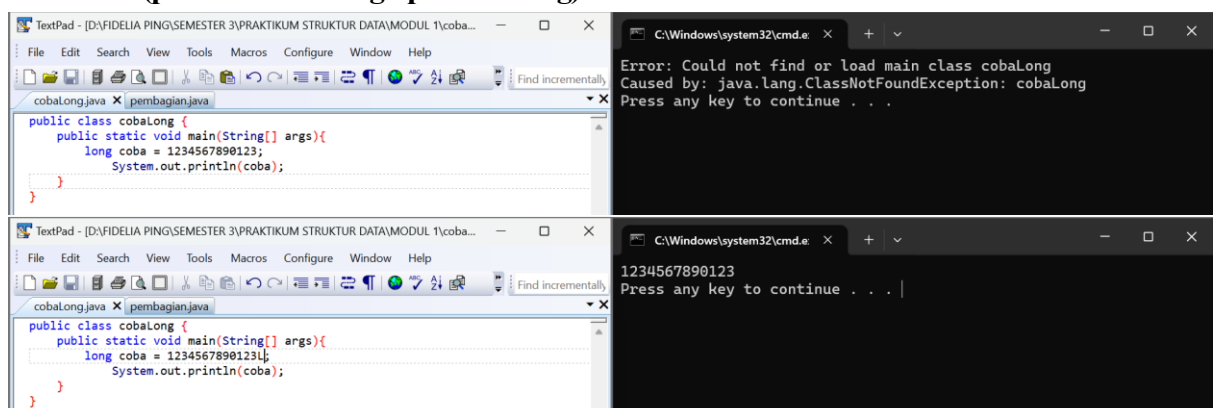 TextPad - [D:\FIDELIA PING\SEMESTER 3\PRAKTIKUM STRUKTUR DATA\MODUL 1\coba...
File Edit Search View Tools Macros Configure Window Help
Find incrementally
cobaLong.java pembagian.java
public class cobaLong {
public static void main(String[] args){
long coba = 1234567890123;
System.out.println(coba);
}
}
C:\Windows\system32\cmd.e:
Error: Could not find or load main class cobaLong
Caused by: java.lang.ClassNotFoundException: cobaLong
Press any key to continue . . .
TextPad - [D:\FIDELIA PING\SEMESTER 3\PRAKTIKUM STRUKTUR DATA\MODUL 1\coba...
File Edit Search View Tools Macros Configure Window Help
Find incrementally
cobaLong.java pembagian.java
public class cobaLong {
public static void main(String[] args){
long coba = 1234567890123L;
System.out.println(coba);
}
}
C:\Windows\system32\cmd.e:
1234567890123
Press any key to continue . . .